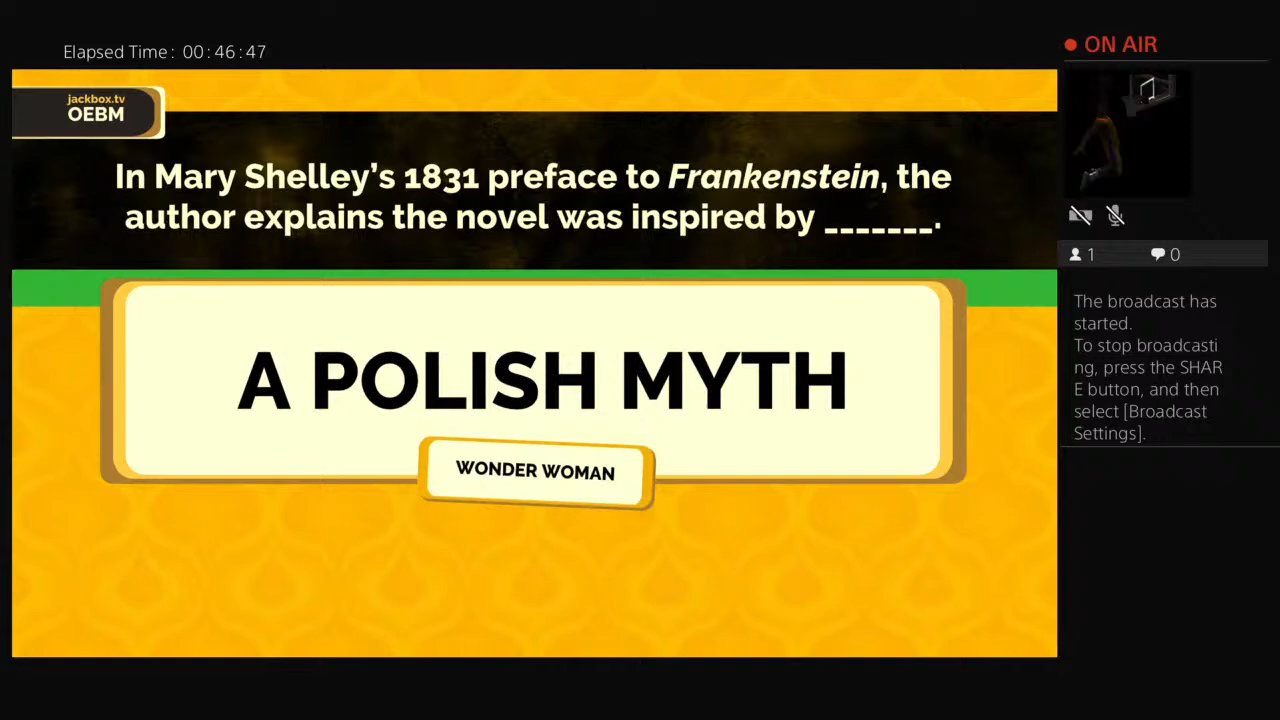 Elapsed Time: 00:46:47
ON AIR
jackbox.tv
OEBM
In Mary Shelley’s 1831 preface to Frankenstein, the
author explains the novel was inspired by _______.
A POLISH MYTH
WONDER WOMAN
1
0
The broadcast has
started.
To stop broadcasti
ng, press the SHAR
E button, and then
select [Broadcast
Settings].